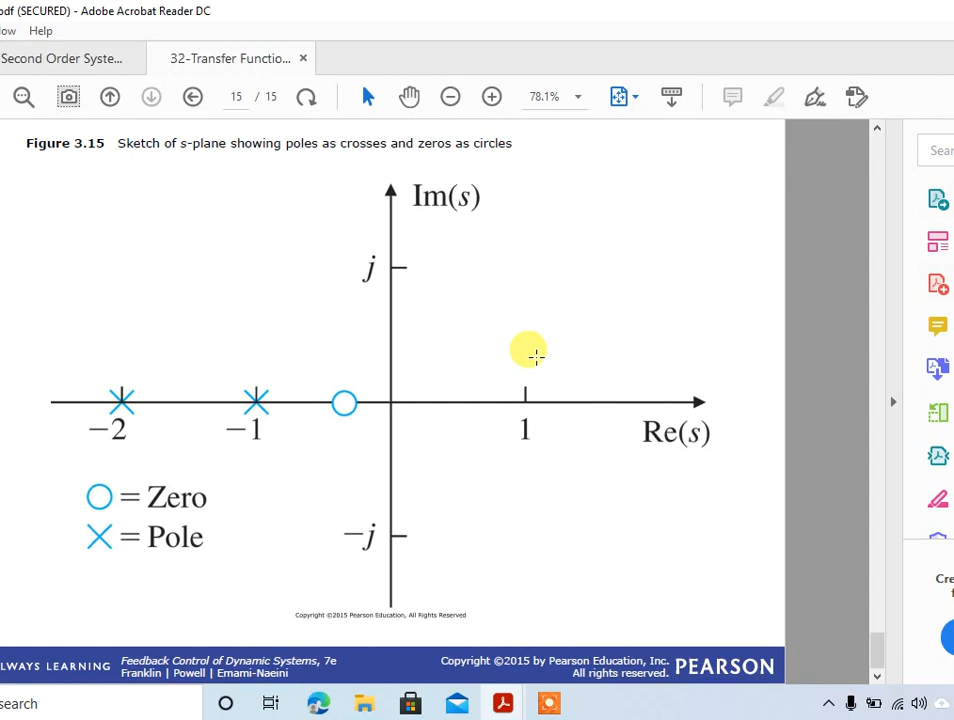 odf (SECURED) - Adobe Acrobat Reader DC
Help
Second Order Syste...
32-Transfer Functio... ×
15 / 15
78.1%
Figure 3.15 Sketch of s-plane showing poles as crosses and zeros as circles
Im(s)
j
−2
−1
1
Re(s)
= Zero
= Pole
−j
Copyright ©2015 Pearson Education, All Rights Reserved
LWAYS LEARNING
Feedback Control of Dynamic Systems, 7e
Franklin | Powell | Emami-Naeini
Copyright ©2015 by Pearson Education, Inc.
All rights reserved.
PEARSON
search